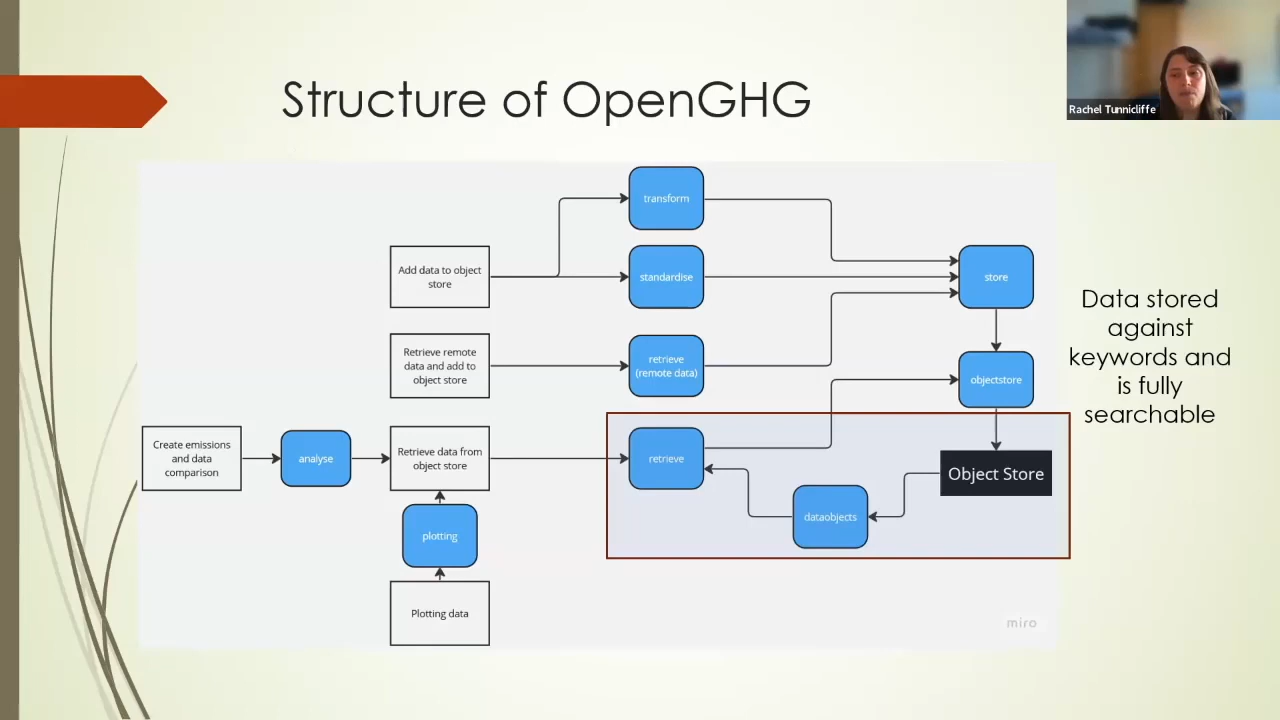 Structure of OpenGHG
Rachel Tunnicliffe
transform
Add data to object
store
standardise
store
Retrieve remote
data and add to
object store
retrieve
(remote data)
objectstore
Data stored
against
keywords and
is fully
searchable
Create emissions
and data
comparison
analyse
Retrieve data from
object store
retrieve
Object Store
dataobjects
plotting
Plotting data
miro